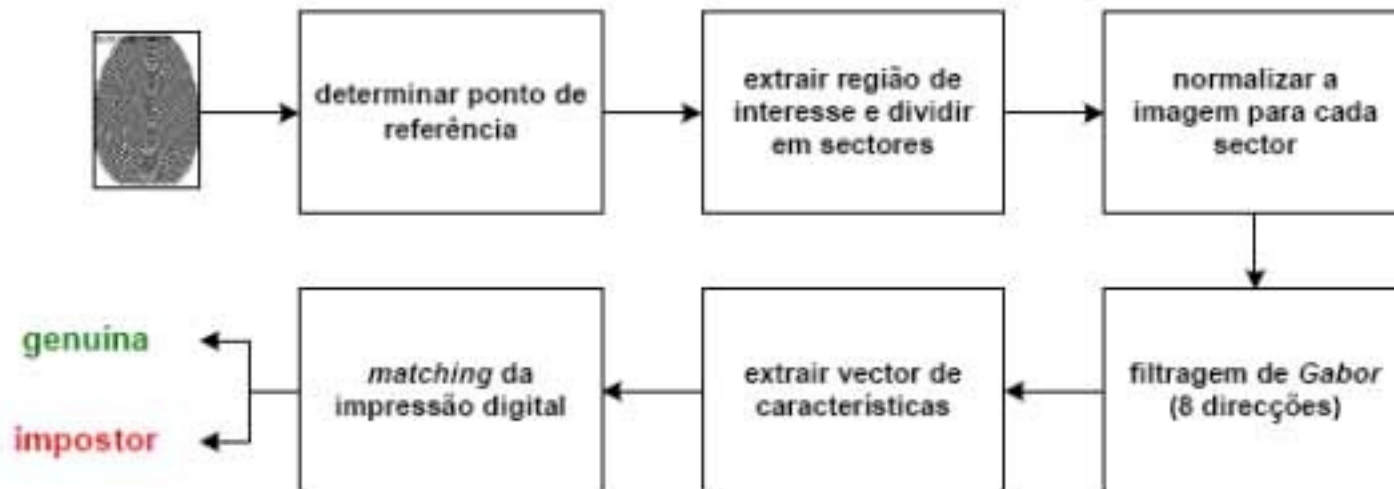 determinar ponto de
referência
extrair região de
interesse e dividir
em sectores
normalizar a
imagem para cada
sector
filtragem de Gabor
(8 direcções)
extrair vector de
características
matching da
impressão digital
genuína
impostor